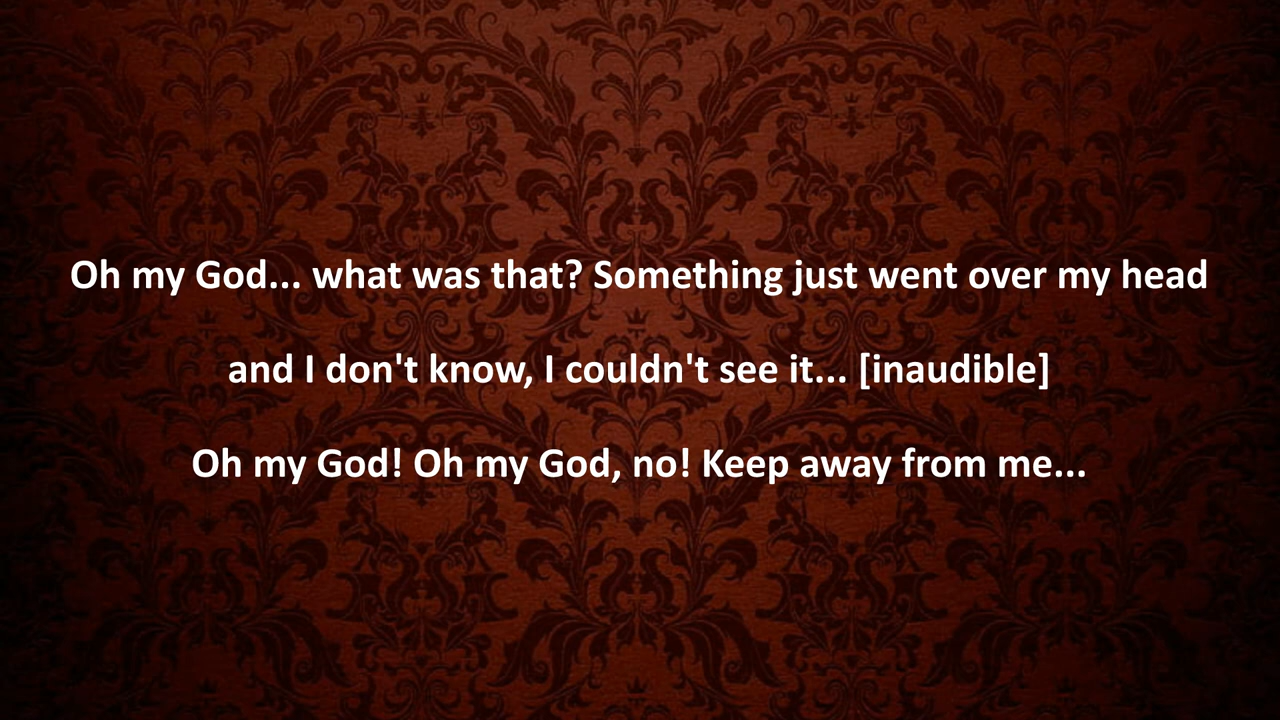 Oh my God... what was that? Something just went over my head
and I don't know, I couldn't see it... [inaudible]
Oh my God! Oh my God, no! Keep away from me...